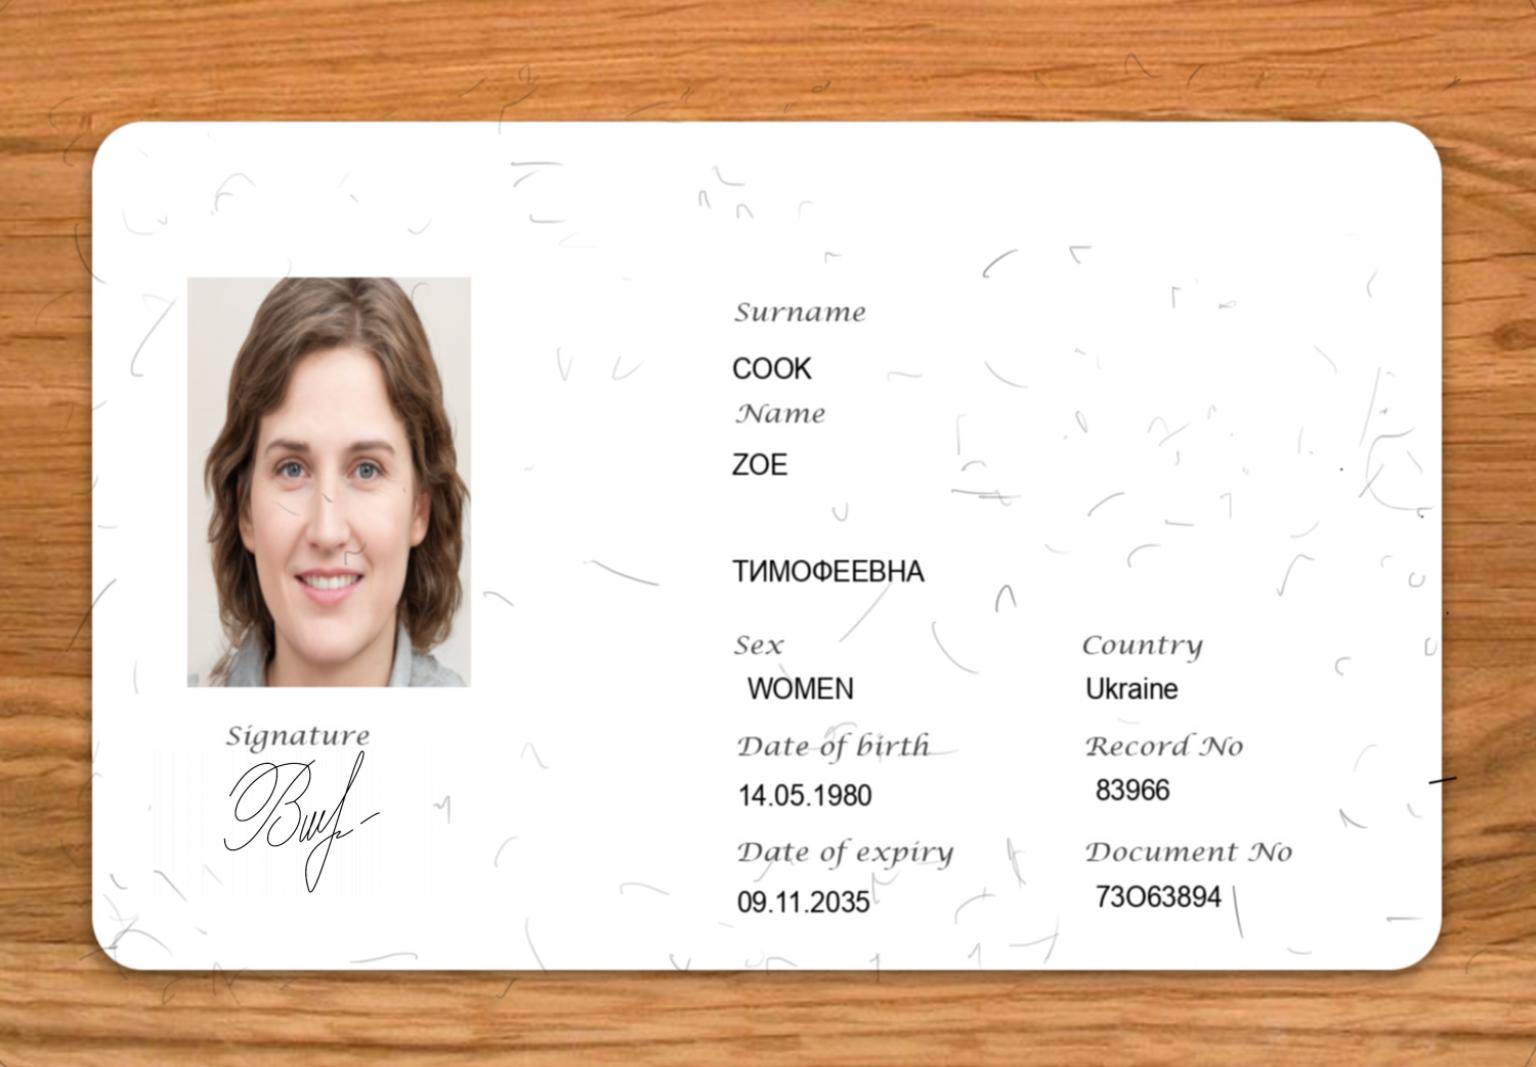 Surname
COOK
Name
ZOE
ТИМОФЕЕВНА
Sex
Country
WOMEN
Ukraine
Date of birth
Record No
14.05.1980
83966
Date of expiry
Document No
09.11.2035
73O63894
Signature